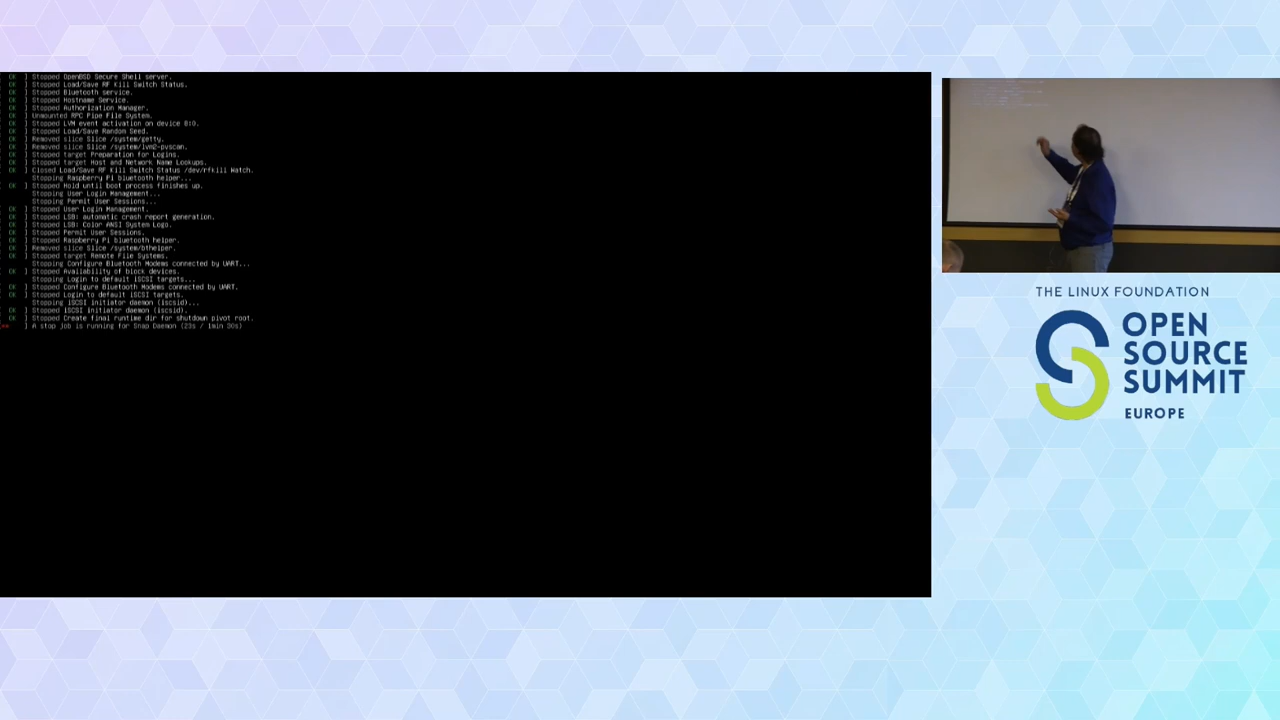 OK ] Stopped OpenBSD Secure Shell server.
OK ] Stopped Load/Save RF Kill Switch Status.
OK ] Stopped Bluetooth service.
OK ] Stopped Hostname Service.
OK ] Stopped Authorization Manager.
OK ] Unmounted RPC Pipe File System.
OK ] Stopped LVM event activation on device 8:0.
OK ] Stopped Load/Save Random Seed.
OK ] Removed slice Slice /system/getty.
OK ] Removed slice Slice /system/lvm2-pvscan.
OK ] Stopped target Preparation for Logins.
OK ] Stopped target Host and Network Name Lookups.
OK ] Closed Load/Save RF Kill Switch Status /dev/rfkill Watch.
Stopping Raspberry Pi bluetooth helper...
OK ] Stopped Hold until boot process finishes up.
Stopping User Login Management...
Stopping Permit User Sessions...
OK ] Stopped User Login Management.
OK ] Stopped LSB: automatic crash report generation.
OK ] Stopped LSB: Color ANSI System Logo.
OK ] Stopped Permit User Sessions.
OK ] Stopped Raspberry Pi bluetooth helper.
OK ] Removed slice Slice /system/bthelper.
OK ] Stopped target Remote File Systems.
Stopping Configure Bluetooth Modems connected by UART...
OK ] Stopped Availability of block devices.
Stopping Login to default iSCSI targets...
OK ] Stopped Configure Bluetooth Modems connected by UART.
OK ] Stopped Login to default iSCSI targets.
Stopping iSCSI initiator daemon (iscsid)...
OK ] Stopped iSCSI initiator daemon (iscsid).
OK ] Stopped Create final runtime dir for shutdown pivot root.
** ] A stop job is running for Snap Daemon (23s / 1min 30s)
THE LINUX FOUNDATION
OPEN
SOURCE
SUMMIT
EUROPE